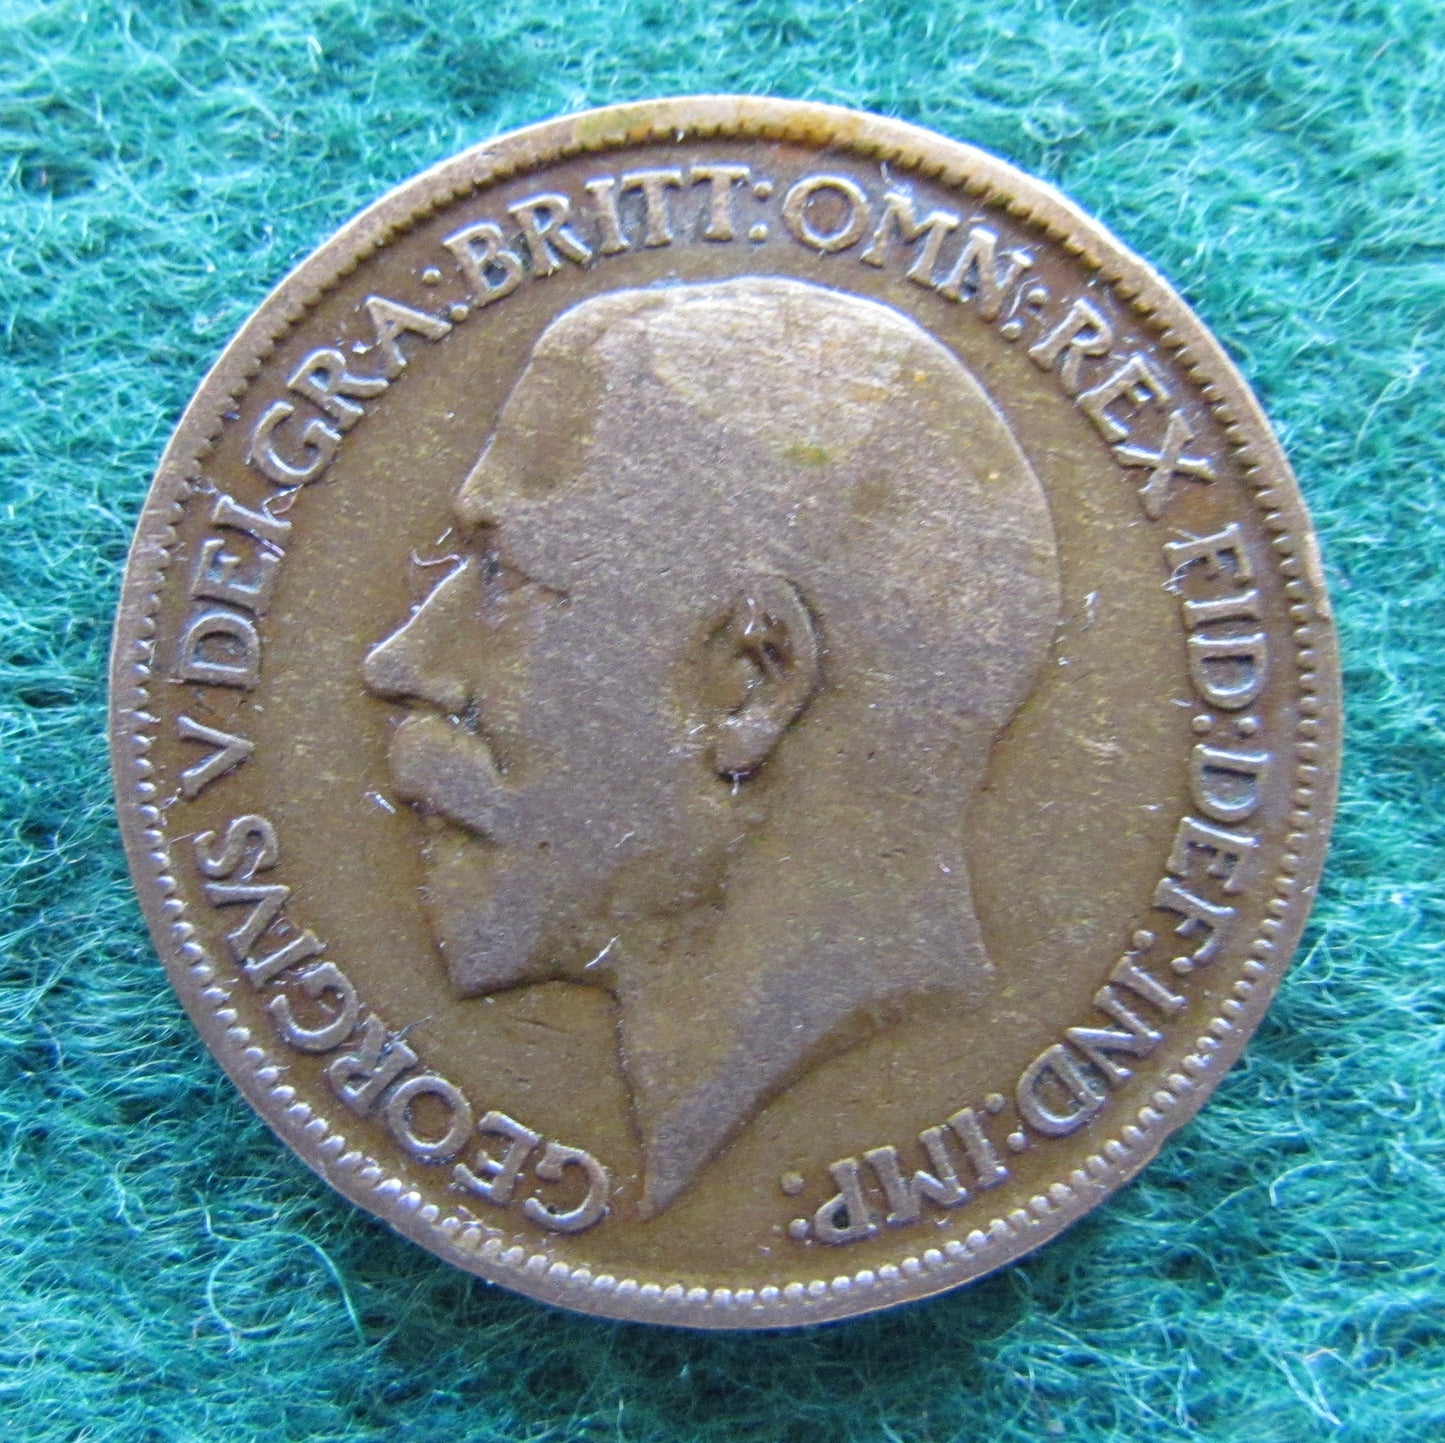 GEORGIVS V DEI GRA: BRITT: OMN: REX FID: DEF: IND: IMP: